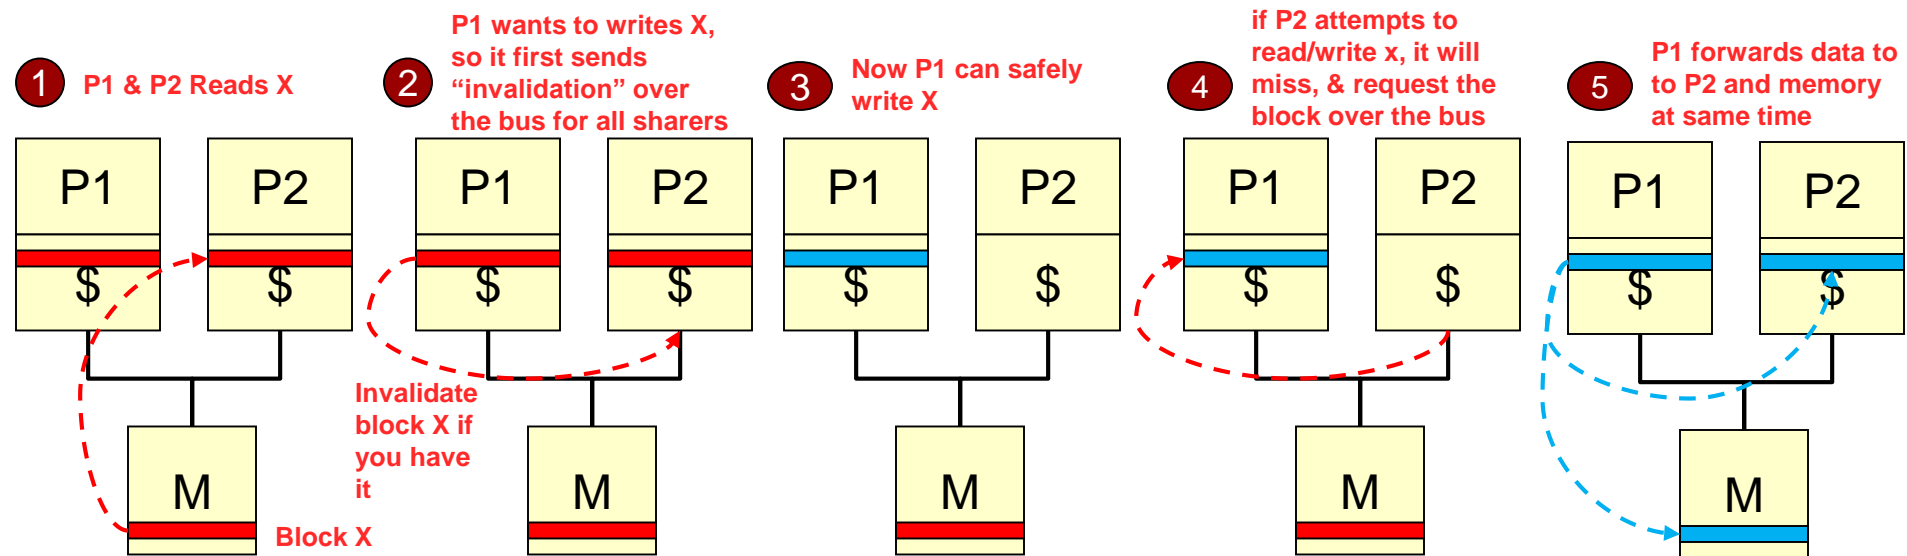 1
P1 & P2 Reads X
P1
$
P2
$
M
Block X
2
P1 wants to writes X,
so it first sends
“invalidation” over
the bus for all sharers
P1
$
P2
$
Invalidate
block X if
you have
it
M
3
Now P1 can safely
write X
P1
$
P2
$
M
4
if P2 attempts to
read/write x, it will
miss, & request the
block over the bus
P1
$
P2
$
M
5
P1 forwards data to
to P2 and memory
at same time
P1
$
P2
$
M